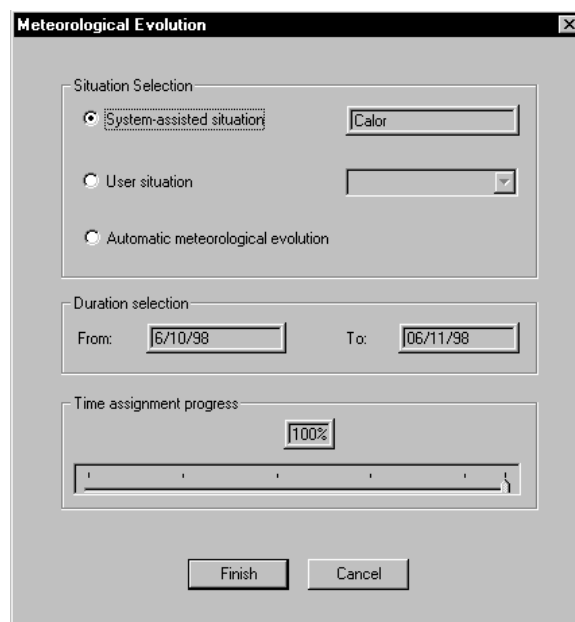 Meteorological Evolution
Situation Selection
System-assisted situation
Calor
User situation
Automatic meteorological evolution
Duration selection
From: 6/10/98 To: 06/11/98
Time assignment progress
100%
Finish Cancel